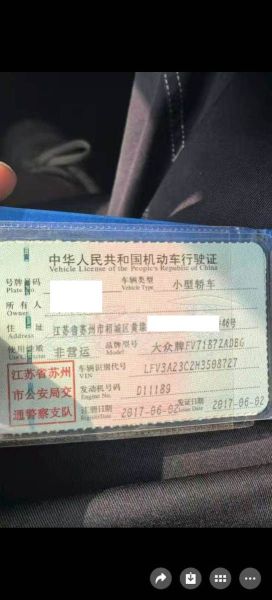 中华人民共和国机动车行驶证
Vehicle License of the People's Republic of China
号牌号码 车辆类型 小型轿车
Plate No. Vehicle Type
所有人
Owner
住址 江苏省苏州市相城区黄埭 46号
使用性质 非营运 品牌型号 大众牌FV7187ZADBG
Model
江苏省苏州市公安局交通警察支队
车辆识别代号 LFV3A23C2H3508727
VIN
发动机号码 D11189
Engine No.
注册日期 2017-06-02 发证日期 2017-06-02
Register Date Issue Date